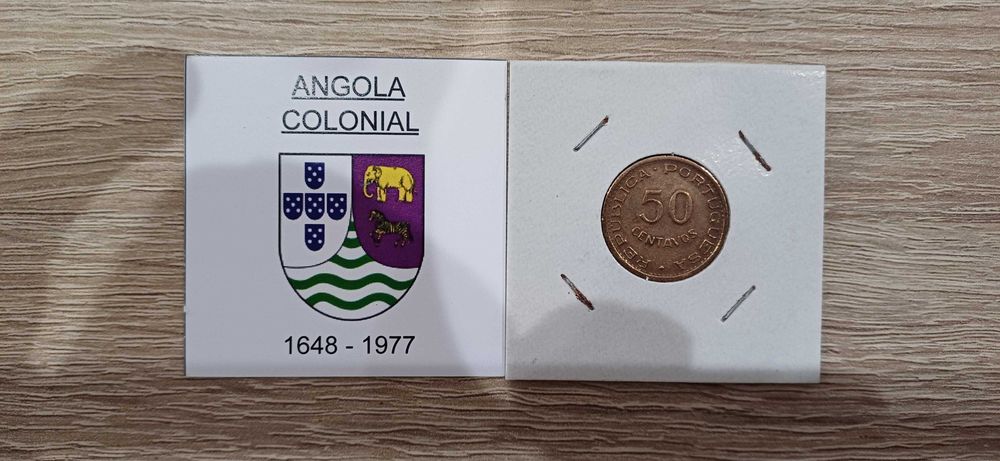 ANGOLA
COLONIAL
1648 - 1977
REPUBLICA · PORTUGUESA
50
CENTAVOS